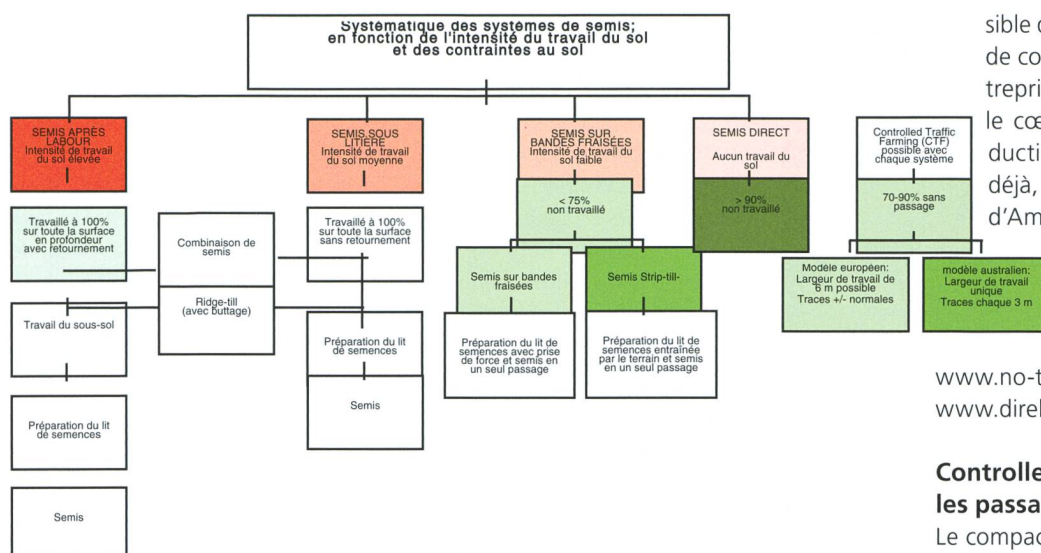 Systématique des systèmes de semis;
en fonction de l'intensité du travail du sol
et des contraintes au sol
SEMIS APRÈS
LABOUR
Intensité de travail
du sol élevée
SEMIS SOUS
LITIERE
Intensité de travail
du sol moyenne
SEMIS SUR
BANDES FRAISÉES
Intensité de travail du
sol faible
SEMIS DIRECT
Aucun travail du
sol
Controlled Traffic
Farming (CTF)
possible avec
chaque système
< 75%
non travaillé
> 90%
non travaillé
70-90% sans
passage
Travaillé à 100%
sur toute la surface
en profondeur
avec retournement
Combinaison de
semis
Travaillé à 100%
sur toute la surface
sans retournement
Semis sur bandes
fraisées
Semis Strip-till-
Modèle européen:
Largeur de travail de
6 m possible
Traces +/- normales
modèle australien:
Largeur de travail
unique
Traces chaque 3 m
Ridge-till
(avec buttage)
Travail du sous-sol
Préparation du lit
de semences
Préparation du lit de
semences avec prise
de force et semis en
un seul passage
Préparation du lit de
semences entraînée
par le terrain et semis
en un seul passage
Semis
Préparation du lit
de semences
Semis
sible
de co
trepri
le cœ
ducti
déjà,
d'Am
www.no-t
www.direl
Controlle
les passa
Le compac